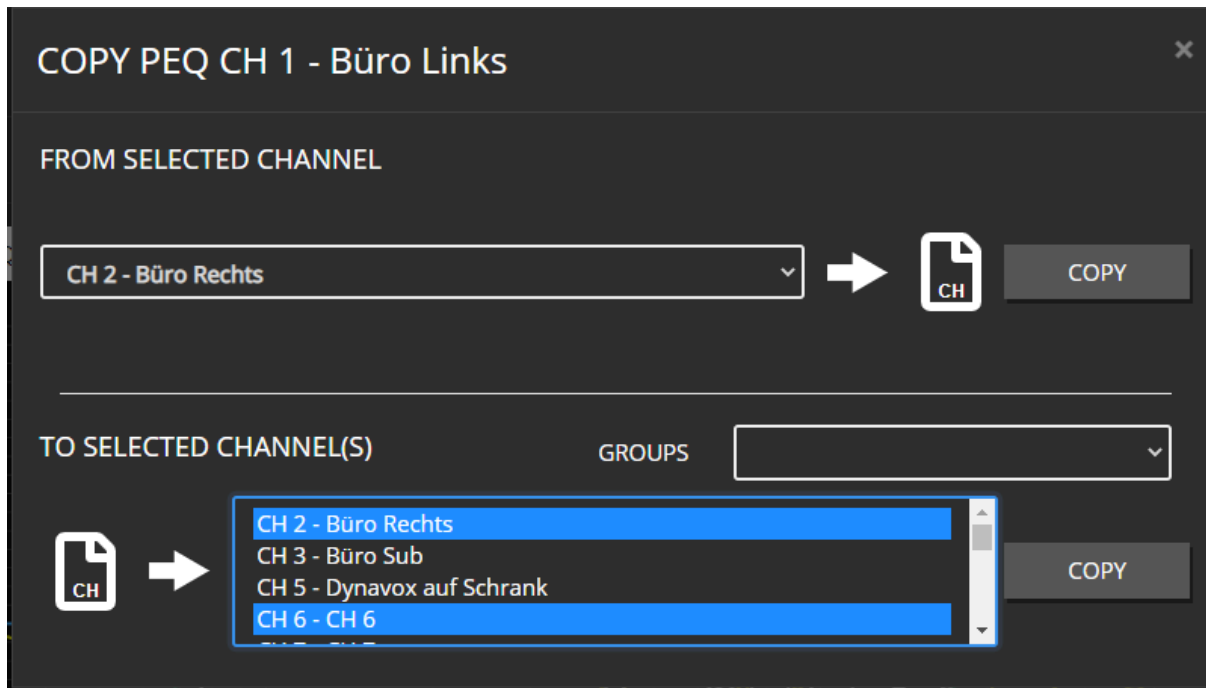 COPY PEQ CH 1 - Büro Links
×
FROM SELECTED CHANNEL
CH 2 - Büro Rechts
CH
COPY
TO SELECTED CHANNEL(S)
GROUPS
CH 2 - Büro Rechts
CH 3 - Büro Sub
CH 5 - Dynavox auf Schrank
CH 6 - CH 6
CH
COPY